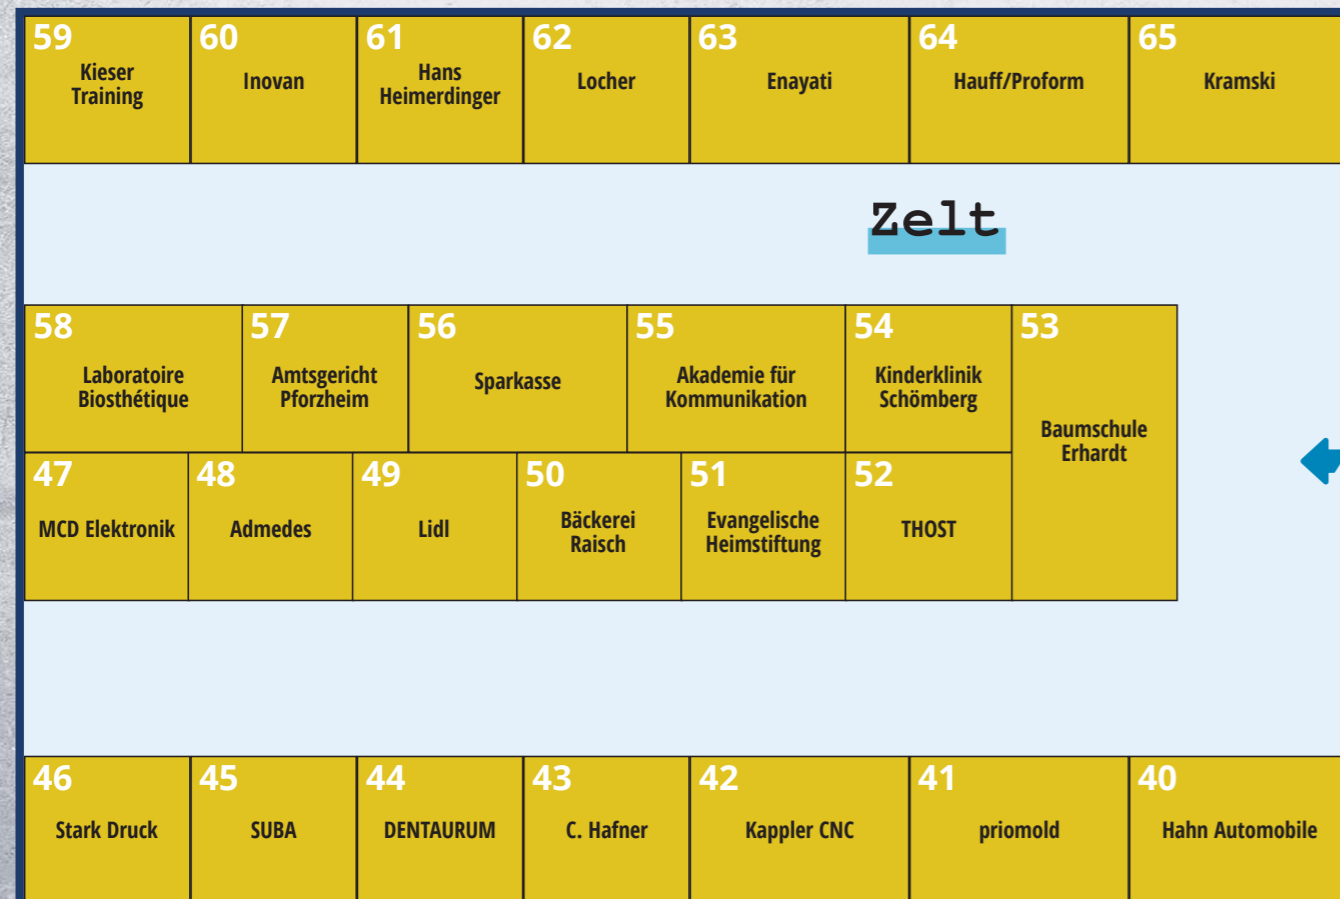 59
Kieser
Training
60
Inovan
61
Hans
Heimerdinger
62
Locher
63
Enayati
64
Hauff/Proform
65
Kramski
Zelt
58
Laboratoire
Biosthétique
57
Amtsgericht
Pforzheim
56
Sparkasse
55
Akademie für
Kommunikation
54
Kinderklinik
Schömberg
53
Baumschule
Erhardt
47
MCD Elektronik
48
Admedes
49
Lidl
50
Bäckerei
Raisch
51
Evangelische
Heimstiftung
52
THOST
46
Stark Druck
45
SUBA
44
DENTAURUM
43
C. Hafner
42
Kappler CNC
41
priomold
40
Hahn Automobile